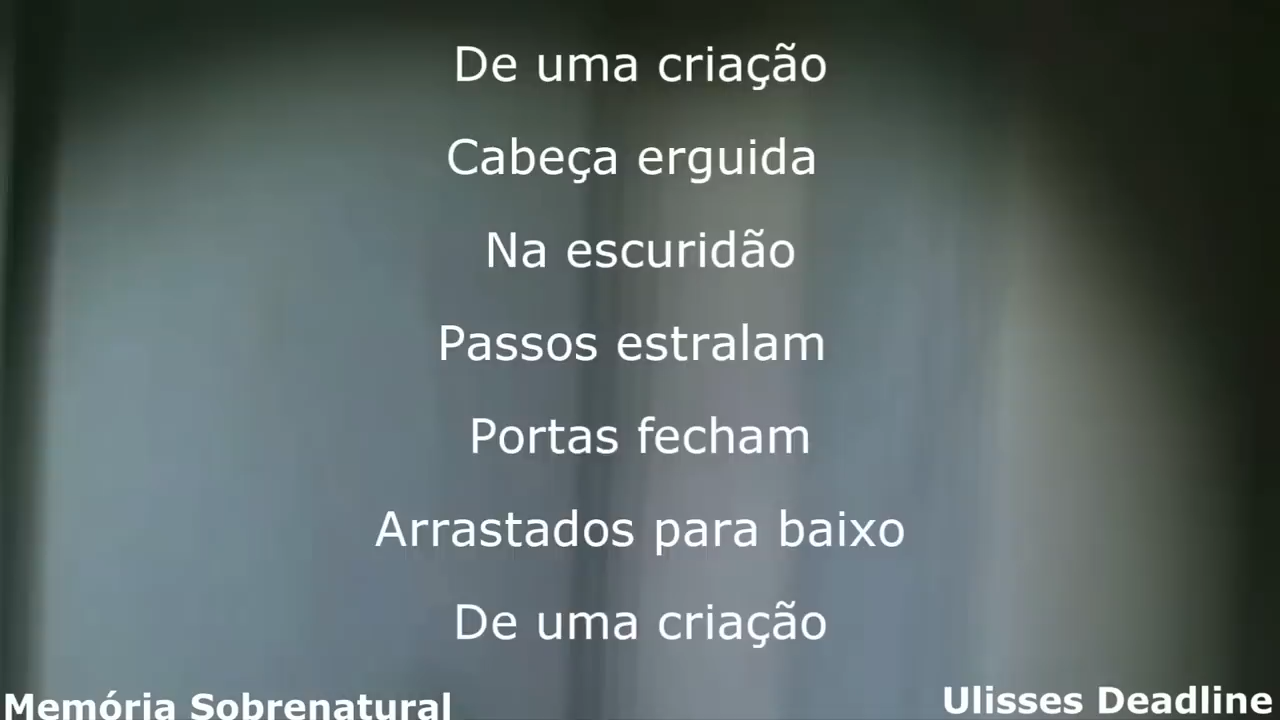 De uma criação
Cabeça erguida
Na escuridão
Passos estralam
Portas fecham
Arrastados para baixo
De uma criação
Memória Sobrenatural
Ulisses Deadline